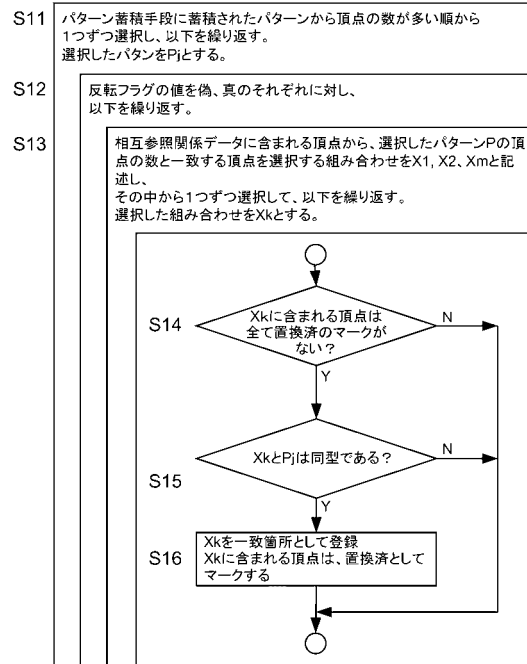 S11
パターン蓄積手段に蓄積されたパターンから頂点の数が多い順から
1つずつ選択し、以下を繰り返す。
選択したパタンをPjとする。
S12
反転フラグの値を偽、真のそれぞれに対し、
以下を繰り返す。
S13
相互参照関係データに含まれる頂点から、選択したパターンPの頂
点の数と一致する頂点を選択する組み合わせをX1, X2、Xmと記
述し、
その中から1つずつ選択して、以下を繰り返す。
選択した組み合わせをXkとする。
S14
Xkに含まれる頂点は
全て置換済のマークが
ない?
N
Y
S15
XkとPjは同型である?
N
Y
S16
Xkを一致箇所として登録
Xkに含まれる頂点は、置換済として
マークする